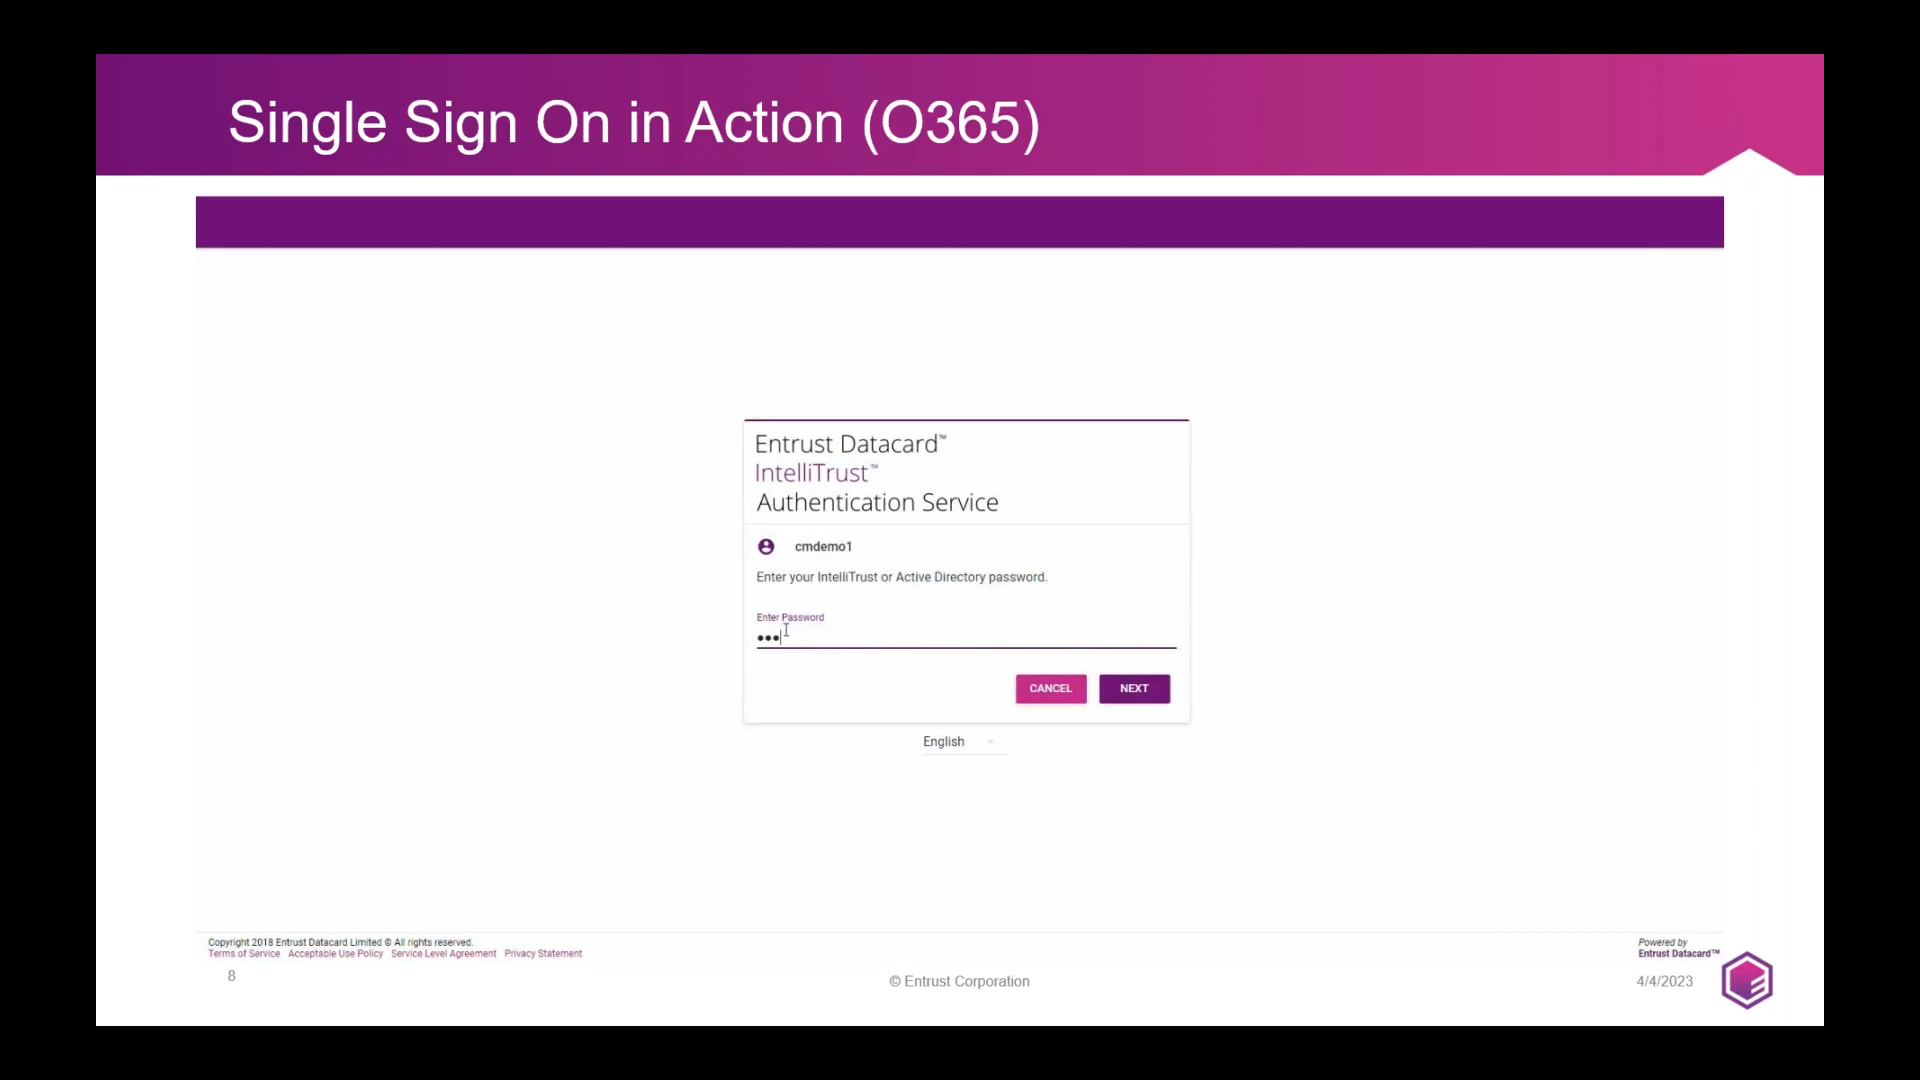 Single Sign On in Action (O365)
Entrust Datacard™
IntelliTrust™
Authentication Service
cmdemo1
Enter your IntelliTrust or Active Directory password.
Enter Password
•••
CANCEL NEXT
English
Copyright 2018 Entrust Datacard Limited © All rights reserved.
Terms of Service Acceptable Use Policy Service Level Agreement Privacy Statement
Powered by
Entrust Datacard™
8
© Entrust Corporation
4/4/2023